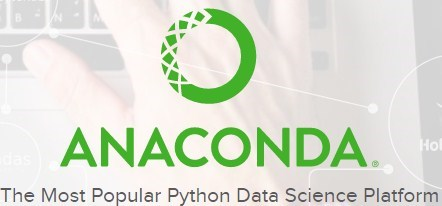 ANACONDA®
The Most Popular Python Data Science Platform